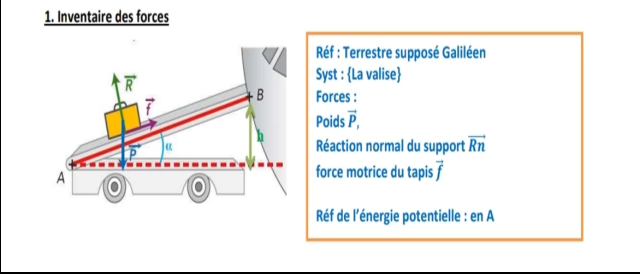 1. Inventaire des forces
Réf : Terrestre supposé Galiléen
Syst : {La valise}
Forces :
Poids P,
Réaction normal du support Rn
force motrice du tapis f
Réf de l'énergie potentielle : en A
R
f
B
h
α
P
A